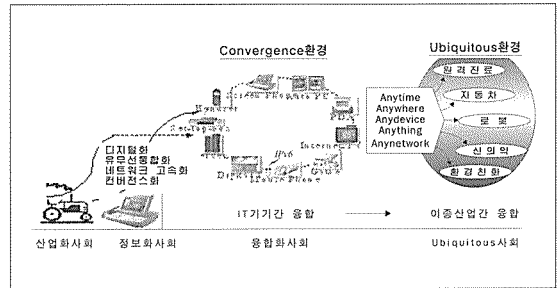 Convergence환경
Ubiquitous환경
원격진료
자동차
로봇
신의약
환경친화
Anytime
Anywhere
Anydevice
Anything
Anynetwork
디지털화
유무선통합화
네트워크 고속화
컨버전스화
IPv6
IT기기간 융합
이종산업간 융합
산업화사회
정보화사회
융합화사회
Ubiquitous사회